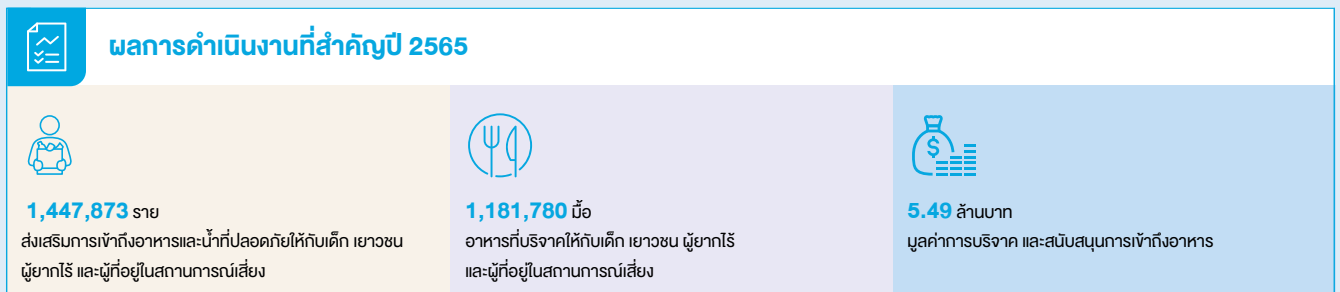 ผลการดำเนินงานที่สำคัญปี 2565
1,447,873 ราย
ส่งเสริมการเข้าถึงอาหารและน้ำที่ปลอดภัยให้กับเด็ก เยาวชน
ผู้ยากไร้ และผู้ที่อยู่ในสถานการณ์เสี่ยง
1,181,780 มื้อ
อาหารที่บริจาคให้กับเด็ก เยาวชน ผู้ยากไร้
และผู้ที่อยู่ในสถานการณ์เสี่ยง
5.49 ล้านบาท
มูลค่าการบริจาค และสนับสนุนการเข้าถึงอาหาร